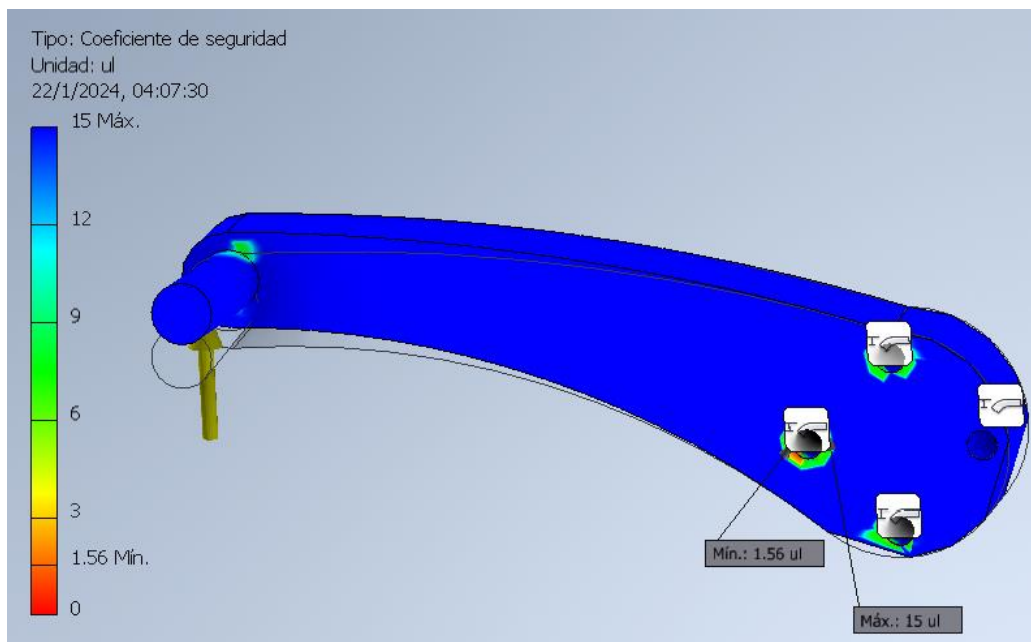 Tipo: Coeficiente de seguridad
Unidad: ul
22/1/2024, 04:07:30
15 Máx.
12
9
6
3
1.56 Mín.
0
Mín.: 1.56 ul
Máx.: 15 ul